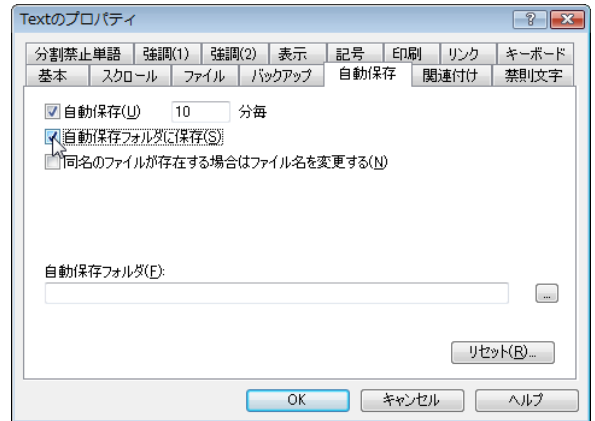 Textのプロパティ
分割禁止単語 強調(1) 強調(2) 表示 記号 印刷 リンク キーボード
基本 スクロール ファイル バックアップ 自動保存 関連付け 禁則文字
自動保存(U) 10 分毎
自動保存フォルダに保存(S)
同名のファイルが存在する場合はファイル名を変更する(N)
自動保存フォルダ(F):
...
リセット(R)...
OK キャンセル ヘルプ